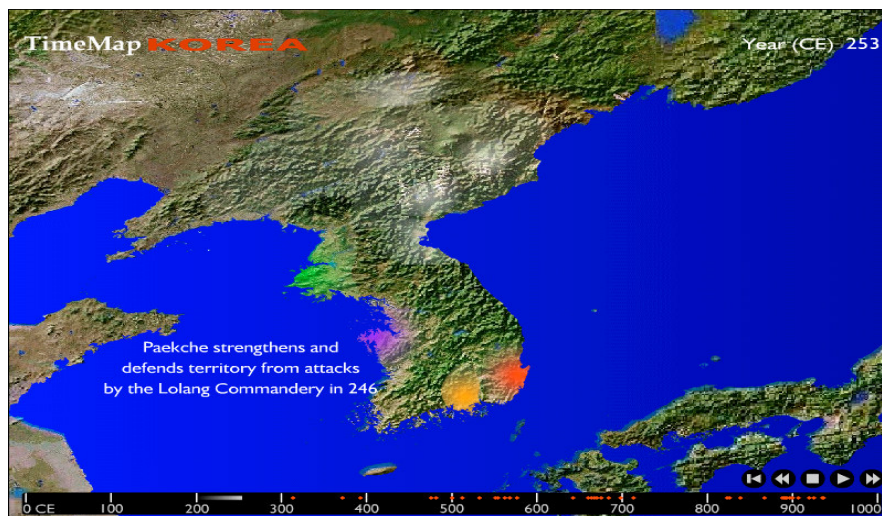 TimeMap KOREA
Year (CE) 253
Paekche strengthens and
defends territory from attacks
by the Lolang Commandery in 246
0 CE 100 200 300 400 500 600 700 800 900 1000